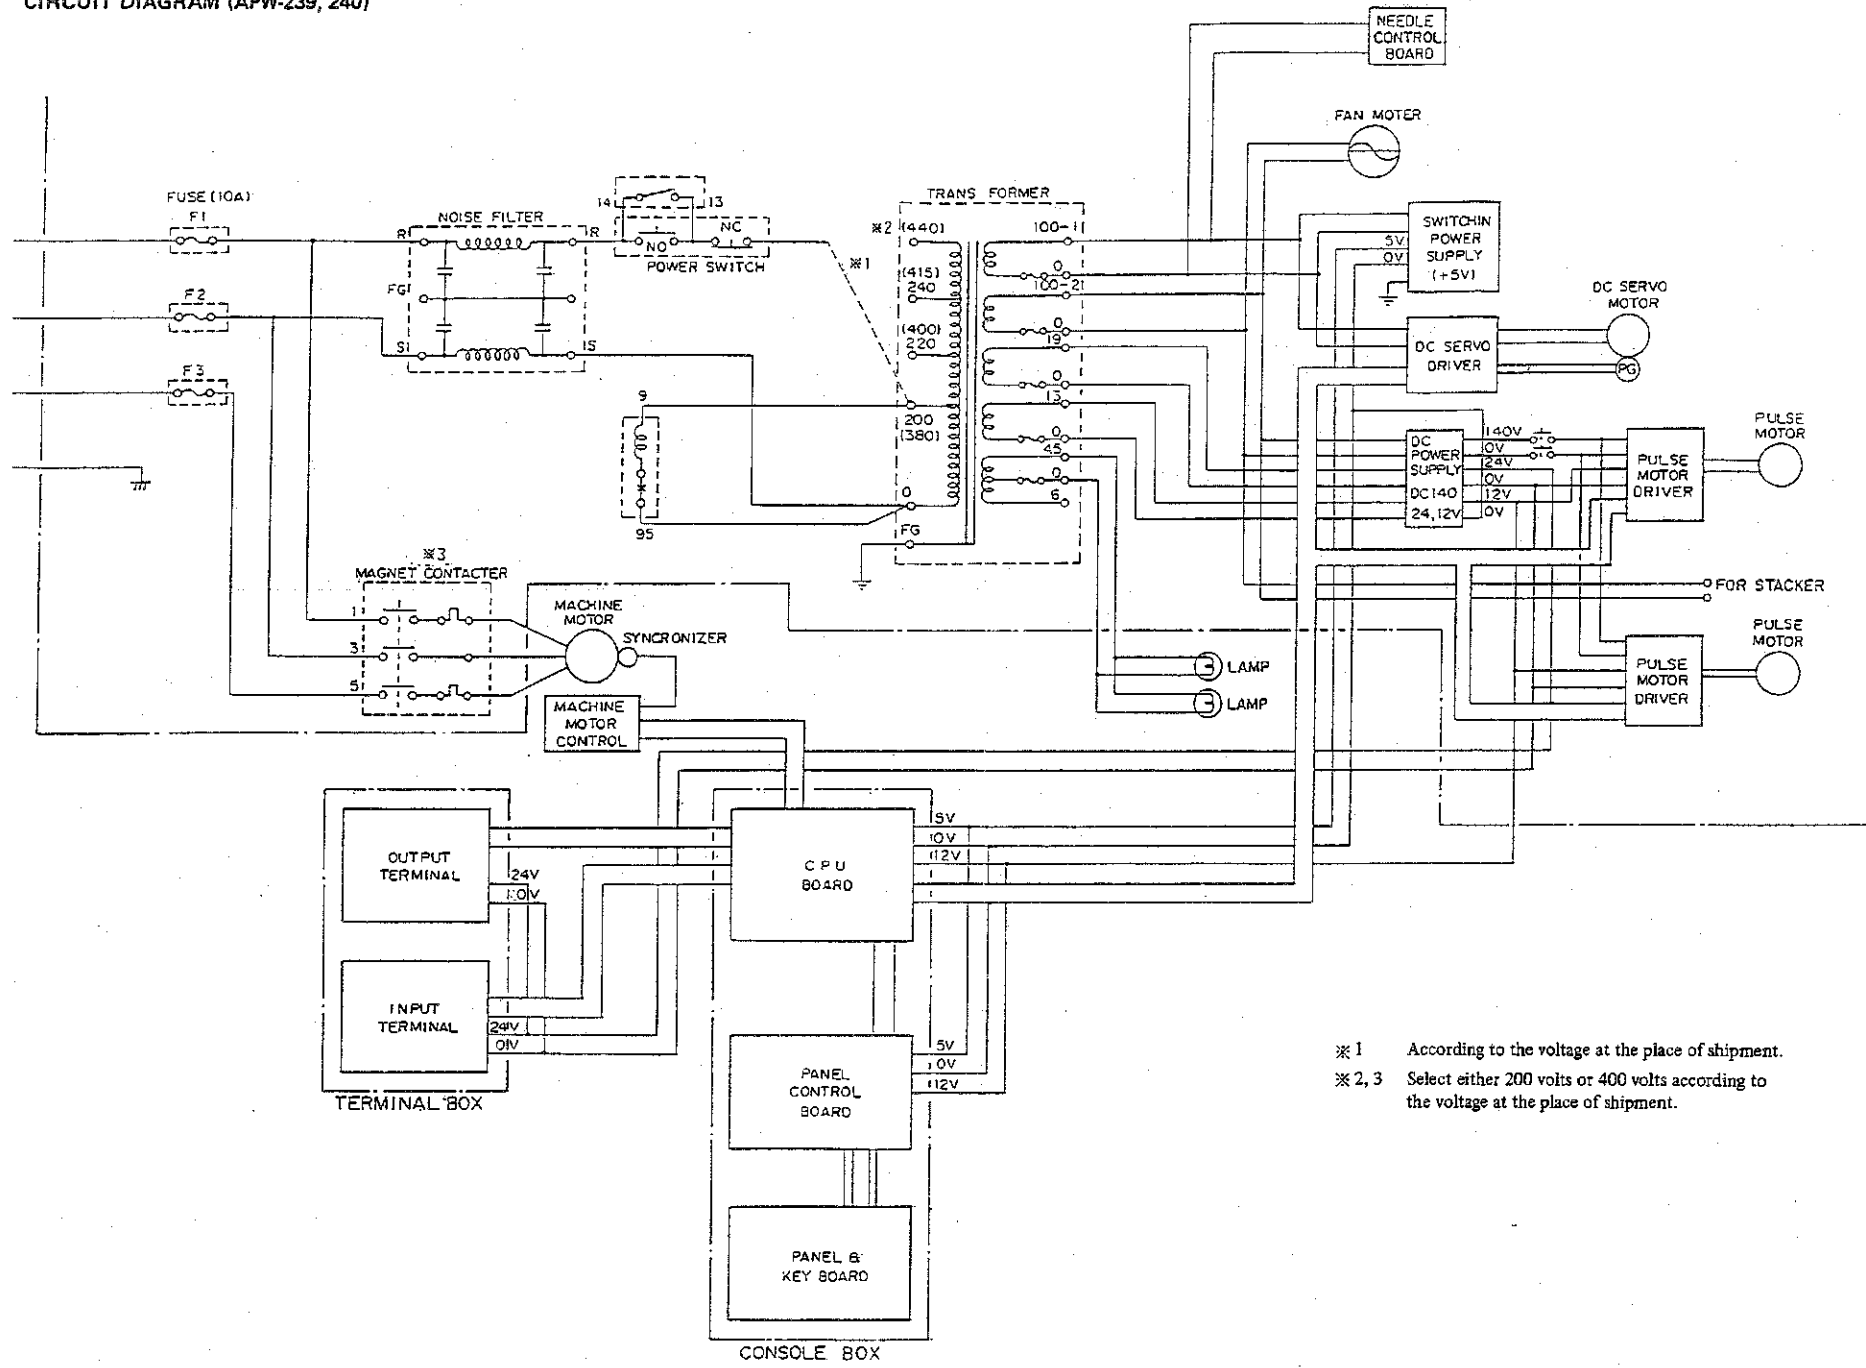 CIRCUIT DIAGRAM (APW-239, 240)
NEEDLE
CONTROL
BOARD
FAN MOTER
FUSE (10A)
F1
F2
F3
NOISE FILTER
R
R
FG
S
S
14
13
NO
NC
POWER SWITCH
※1
TRANS FORMER
※2 (440)
(415)
240
(400)
220
200
(380)
0
FG
100-1
0
100-2
0
19
0
13
0
45
0
6
SWITCHIN
POWER
SUPPLY
(+5V)
5V
0V
DC SERVO
MOTOR
DC SERVO
DRIVER
PG
9
95
DC
POWER
SUPPLY
DC140
24,12V
140V
0V
24V
0V
12V
0V
PULSE
MOTOR
DRIVER
PULSE
MOTOR
FOR STACKER
PULSE
MOTOR
DRIVER
PULSE
MOTOR
※3
MAGNET CONTACTER
1
3
5
MACHINE
MOTOR
SYNCRONIZER
MACHINE
MOTOR
CONTROL
LAMP
LAMP
OUTPUT
TERMINAL
24V
0V
INPUT
TERMINAL
24V
0V
TERMINAL BOX
CPU
BOARD
5V
0V
12V
PANEL
CONTROL
BOARD
5V
0V
12V
PANEL &
KEY BOARD
CONSOLE BOX
※1 According to the voltage at the place of shipment.
※2, 3 Select either 200 volts or 400 volts according to
the voltage at the place of shipment.